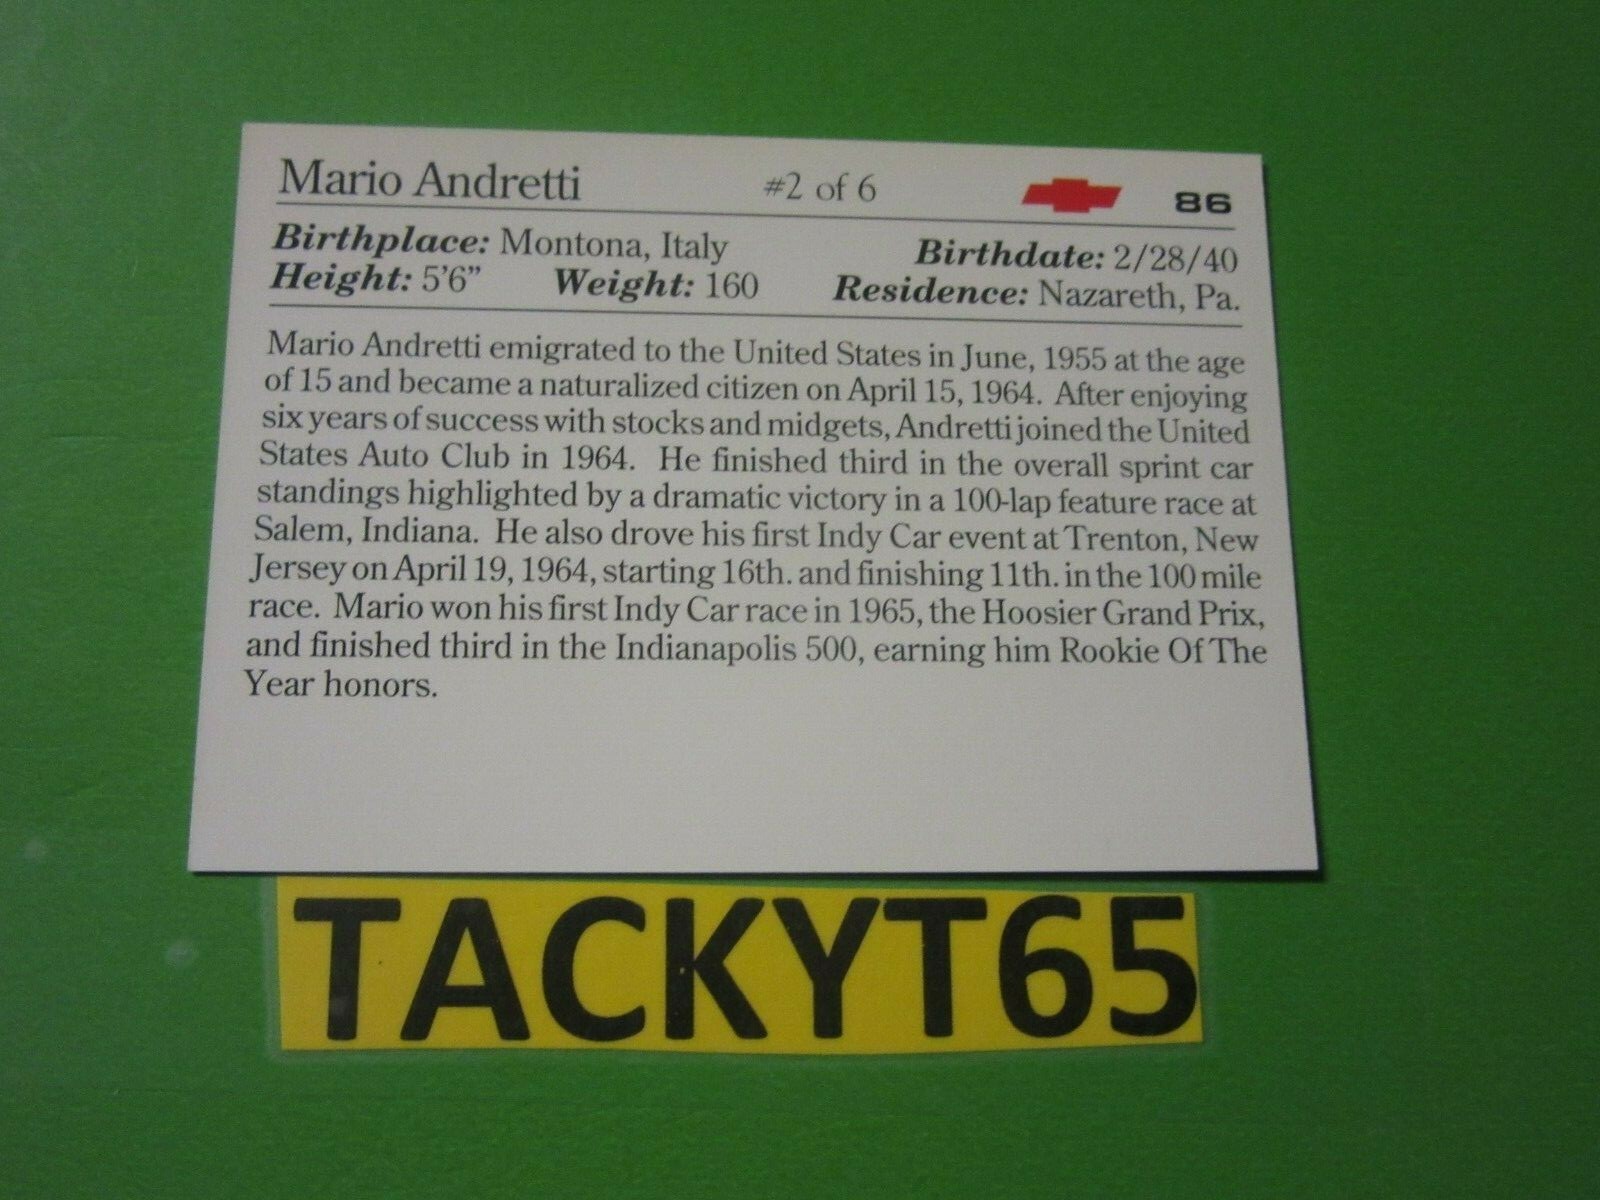 Mario Andretti #2 of 6 86
Birthplace: Montona, Italy Birthdate: 2/28/40
Height: 5'6" Weight: 160 Residence: Nazareth, Pa.
Mario Andretti emigrated to the United States in June, 1955 at the age
of 15 and became a naturalized citizen on April 15, 1964. After enjoying
six years of success with stocks and midgets, Andretti joined the United
States Auto Club in 1964. He finished third in the overall sprint car
standings highlighted by a dramatic victory in a 100-lap feature race at
Salem, Indiana. He also drove his first Indy Car event at Trenton, New
Jersey on April 19, 1964, starting 16th. and finishing 11th. in the 100 mile
race. Mario won his first Indy Car race in 1965, the Hoosier Grand Prix,
and finished third in the Indianapolis 500, earning him Rookie Of The
Year honors.
TACKYT65